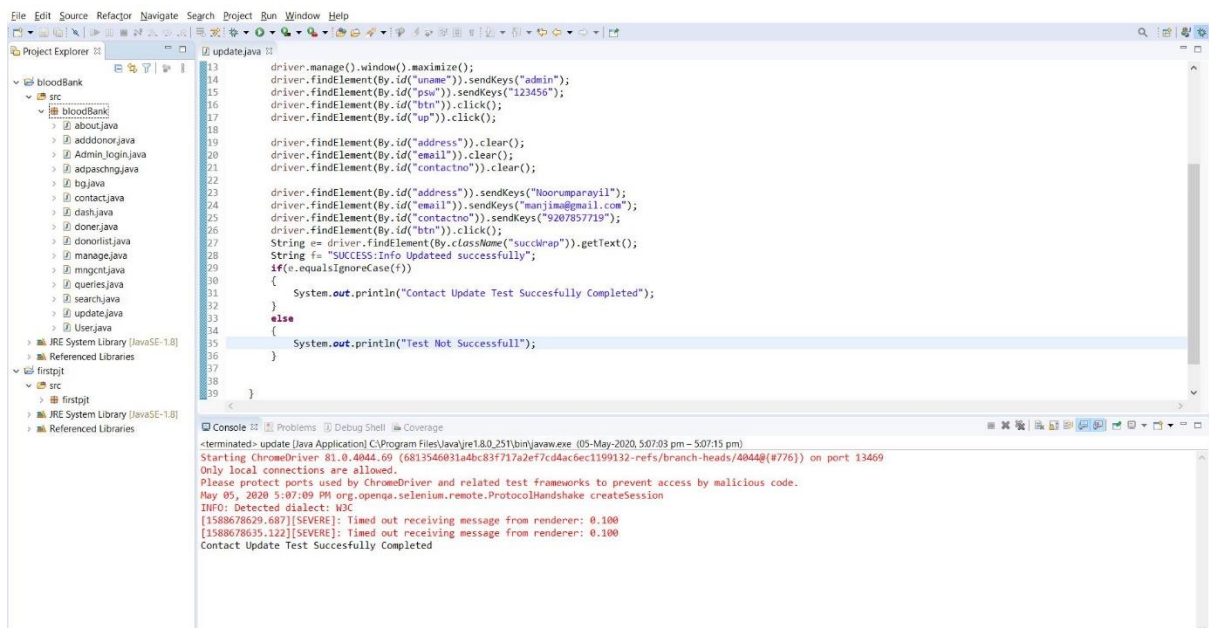 File Edit Source Refactor Navigate Search Project Run Window Help
Project Explorer
bloodBank
src
bloodBank
about.java
adddonor.java
Admin_login.java
adpaschng.java
bg.java
contact.java
dash.java
doner.java
donorlist.java
manage.java
mngcnt.java
queries.java
search.java
update.java
User.java
JRE System Library [JavaSE-1.8]
Referenced Libraries
firstpjt
src
firstpjt
JRE System Library [JavaSE-1.8]
Referenced Libraries
update.java
13 driver.manage().window().maximize();
14 driver.findElement(By.id("uname")).sendKeys("admin");
15 driver.findElement(By.id("psw")).sendKeys("123456");
16 driver.findElement(By.id("btn")).click();
17 driver.findElement(By.id("up")).click();
18
19 driver.findElement(By.id("address")).clear();
20 driver.findElement(By.id("email")).clear();
21 driver.findElement(By.id("contactno")).clear();
22
23 driver.findElement(By.id("address")).sendKeys("Noorumparayil");
24 driver.findElement(By.id("email")).sendKeys("manjima@gmail.com");
25 driver.findElement(By.id("contactno")).sendKeys("9207857719");
26 driver.findElement(By.id("btn")).click();
27 String e= driver.findElement(By.className("succWrap")).getText();
28 String f= "SUCCESS:Info Updateed successfully";
29 if(e.equalsIgnoreCase(f))
30 {
31 System.out.println("Contact Update Test Succesfully Completed");
32 }
33 else
34 {
35 System.out.println("Test Not Successfull");
36 }
37
38
39 }
Console Problems Debug Shell Coverage
<terminated> update [Java Application] C:\Program Files\Java\jre1.8.0_251\bin\javaw.exe (05-May-2020, 5:07:03 pm – 5:07:15 pm)
Starting ChromeDriver 81.0.4044.69 (6813546031a4bc83f717a2ef7cd4ac6ec1199132-refs/branch-heads/4044@{#776}) on port 13469
Only local connections are allowed.
Please protect ports used by ChromeDriver and related test frameworks to prevent access by malicious code.
May 05, 2020 5:07:09 PM org.openqa.selenium.remote.ProtocolHandshake createSession
INFO: Detected dialect: W3C
[1588678629.687][SEVERE]: Timed out receiving message from renderer: 0.100
[1588678635.122][SEVERE]: Timed out receiving message from renderer: 0.100
Contact Update Test Succesfully Completed